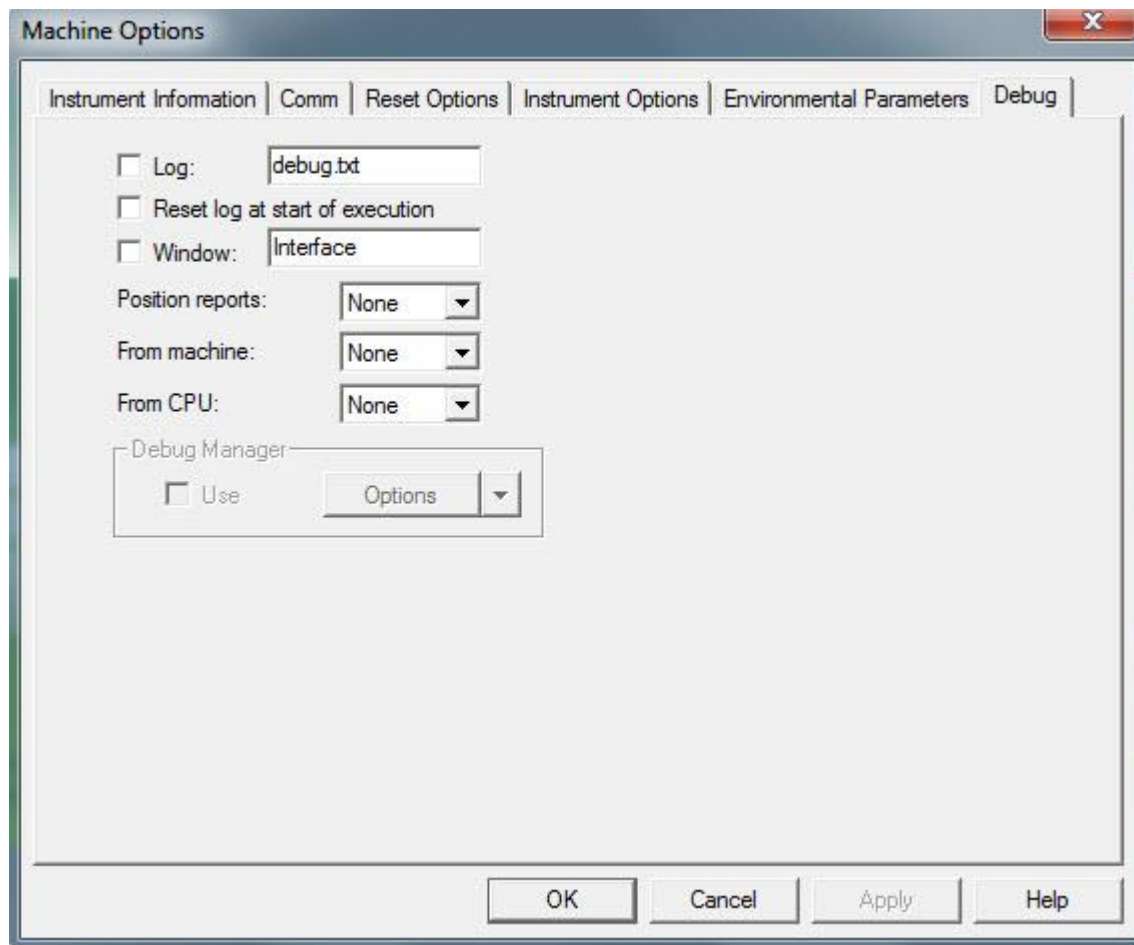 Machine Options
Instrument Information Comm Reset Options Instrument Options Environmental Parameters Debug
Log: debug.txt
Reset log at start of execution
Window: Interface
Position reports: None
From machine: None
From CPU: None
Debug Manager
Use Options
OK Cancel Apply Help